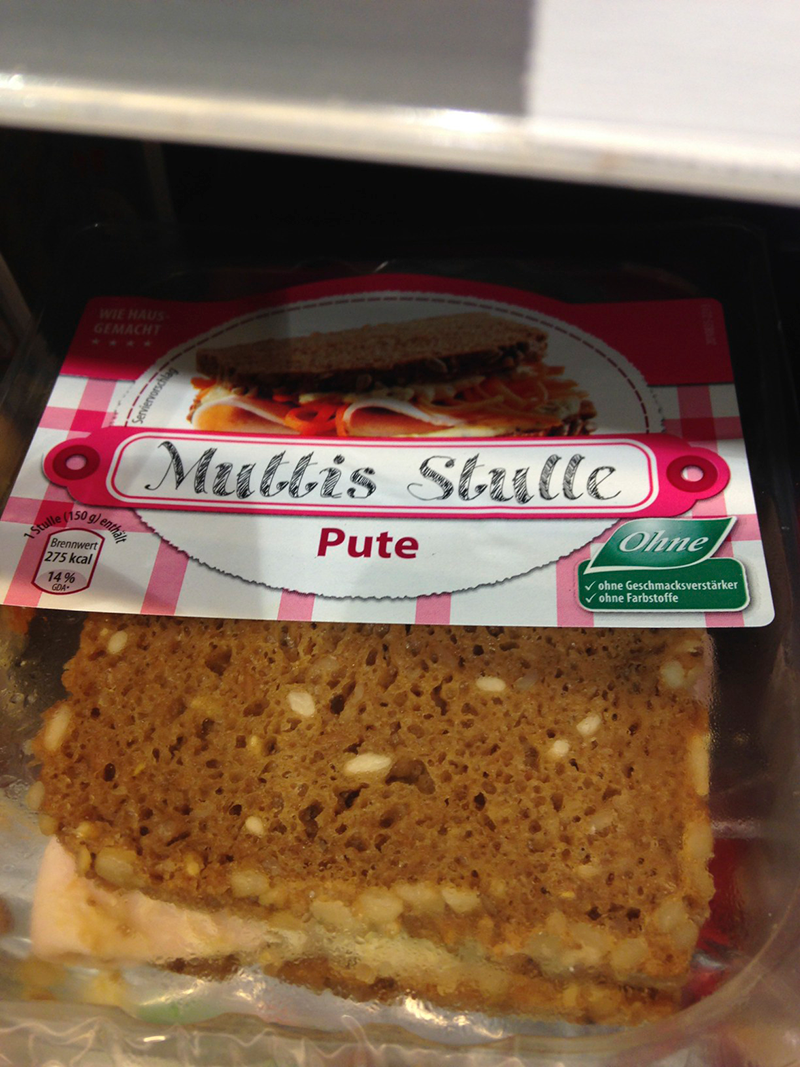 WIE HAUS-
GEMACHT
Serviervorschlag
Muttis Stulle
Pute
1 Stulle (150 g) enthält
Brennwert
275 kcal
14 %
GDA*
Ohne
✓ ohne Geschmacksverstärker
✓ ohne Farbstoffe